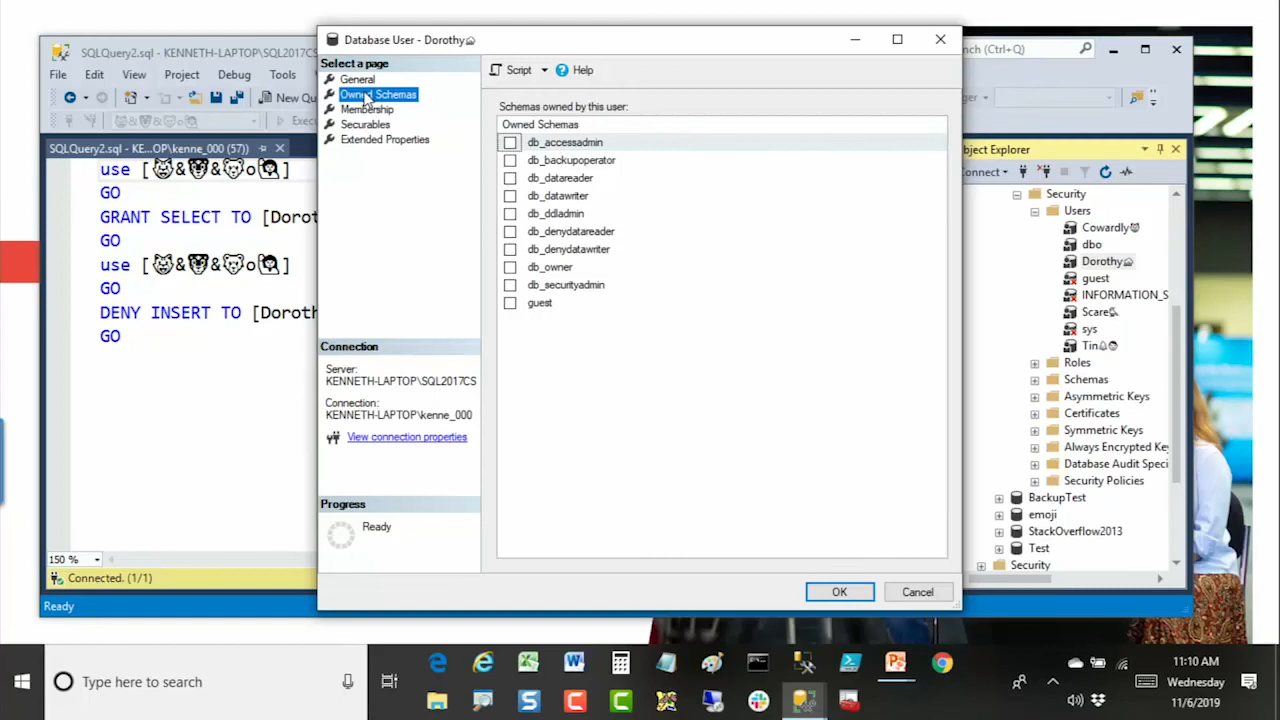 SQLQuery2.sql - KENNETH-LAPTOP\SQL2017CS
File Edit View Project Debug Tools
New Qu
Execu
SQLQuery2.sql - KE...OP\kenne_000 (57))
use [🐱&🐯&🐭o👩]
GO
GRANT SELECT TO [Dorot
GO
use [🐱&🐯&🐭o👩]
GO
DENY INSERT TO [Doroth
GO
150 %
Connected. (1/1)
Ready
Database User - Dorothy🏠
Select a page
General
Owned Schemas
Membership
Securables
Extended Properties
Connection
Server:
KENNETH-LAPTOP\SQL2017CS
Connection:
KENNETH-LAPTOP\kenne_000
View connection properties
Progress
Ready
Script Help
Schemas owned by this user:
Owned Schemas
db_accessadmin
db_backupoperator
db_datareader
db_datawriter
db_ddladmin
db_denydatareader
db_denydatawriter
db_owner
db_securityadmin
guest
OK Cancel
nch (Ctrl+Q)
ger
bject Explorer
onnect
Security
Users
Cowardly
dbo
Dorothy🏠
guest
INFORMATION_S
Scare
sys
Tin
Roles
Schemas
Asymmetric Keys
Certificates
Symmetric Keys
Always Encrypted Ke
Database Audit Speci
Security Policies
BackupTest
emoji
StackOverflow2013
Test
Security
Type here to search
11:10 AM
Wednesday
11/6/2019